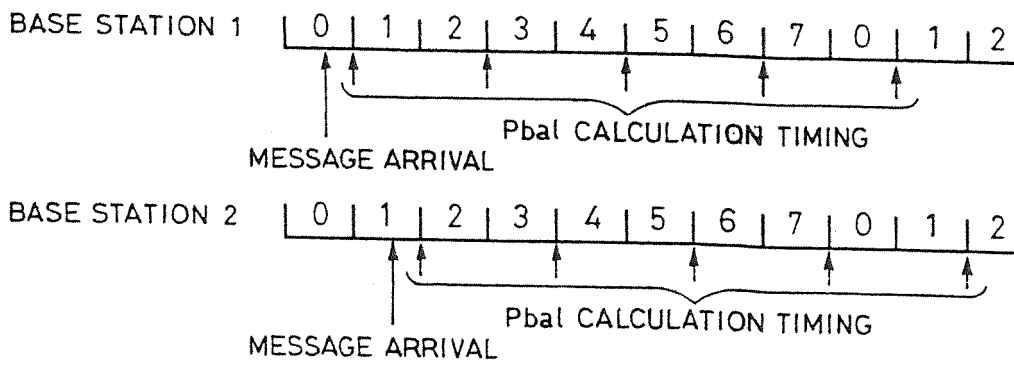 BASE STATION 1 0 1 2 3 4 5 6 7 0 1 2
Pbal CALCULATION TIMING
MESSAGE ARRIVAL
BASE STATION 2 0 1 2 3 4 5 6 7 0 1 2
Pbal CALCULATION TIMING
MESSAGE ARRIVAL